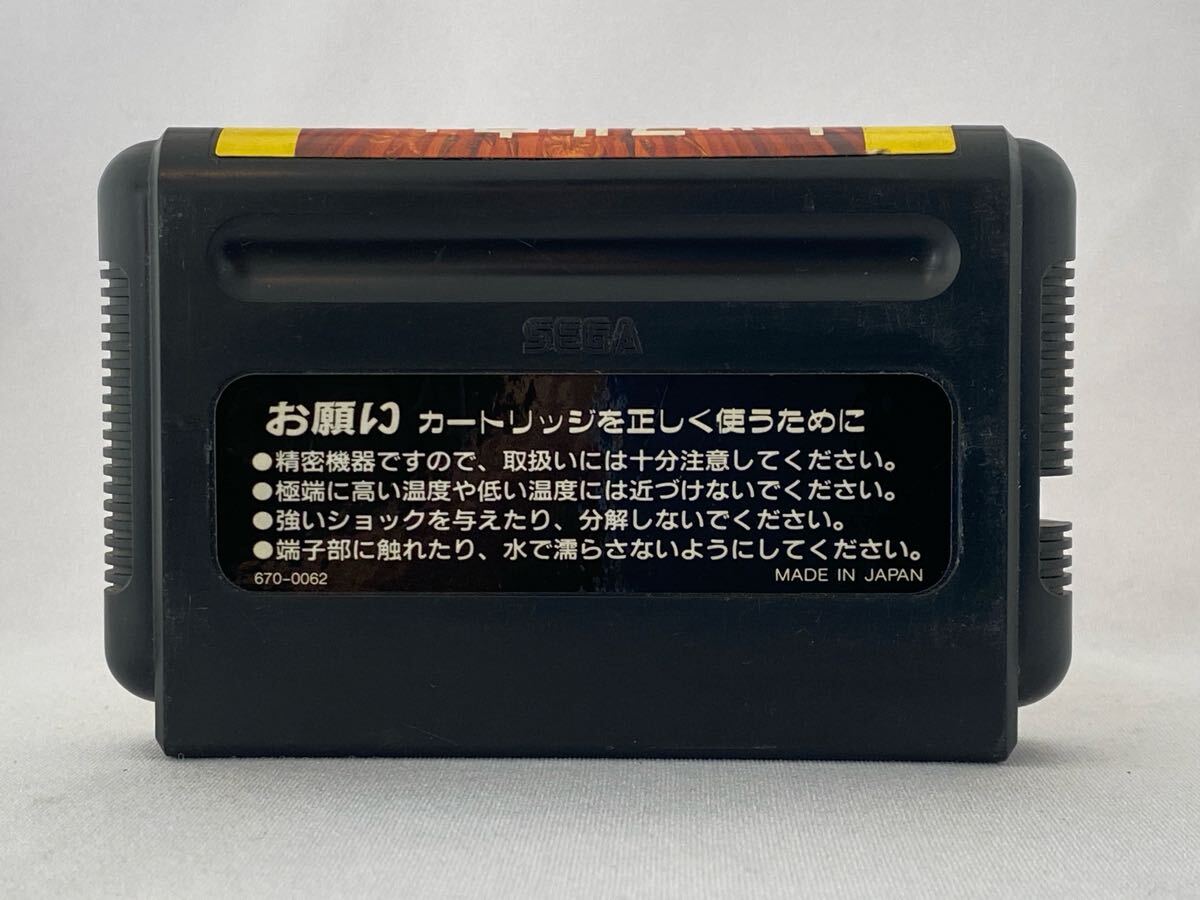 SEGA
お願い カートリッジを正しく使うために
●精密機器ですので、取扱いには十分注意してください。
●極端に高い温度や低い温度には近づけないでください。
●強いショックを与えたり、分解しないでください。
●端子部に触れたり、水で濡らさないようにしてください。
670-0062 MADE IN JAPAN